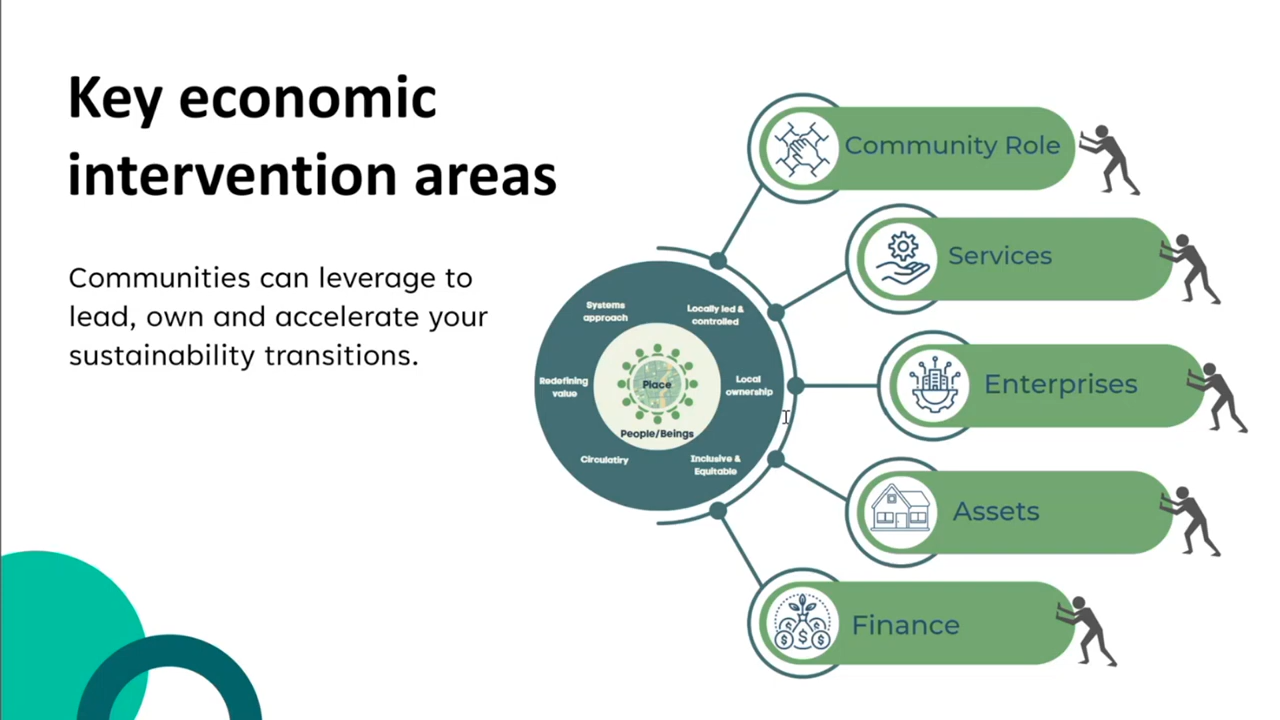 Key economic
intervention areas
Communities can leverage to
lead, own and accelerate your
sustainability transitions.
Systems
approach
Locally led &
controlled
Redefining
value
Place
Local
ownership
People/Beings
Circulatiry
Inclusive &
Equitable
Community Role
Services
Enterprises
Assets
Finance